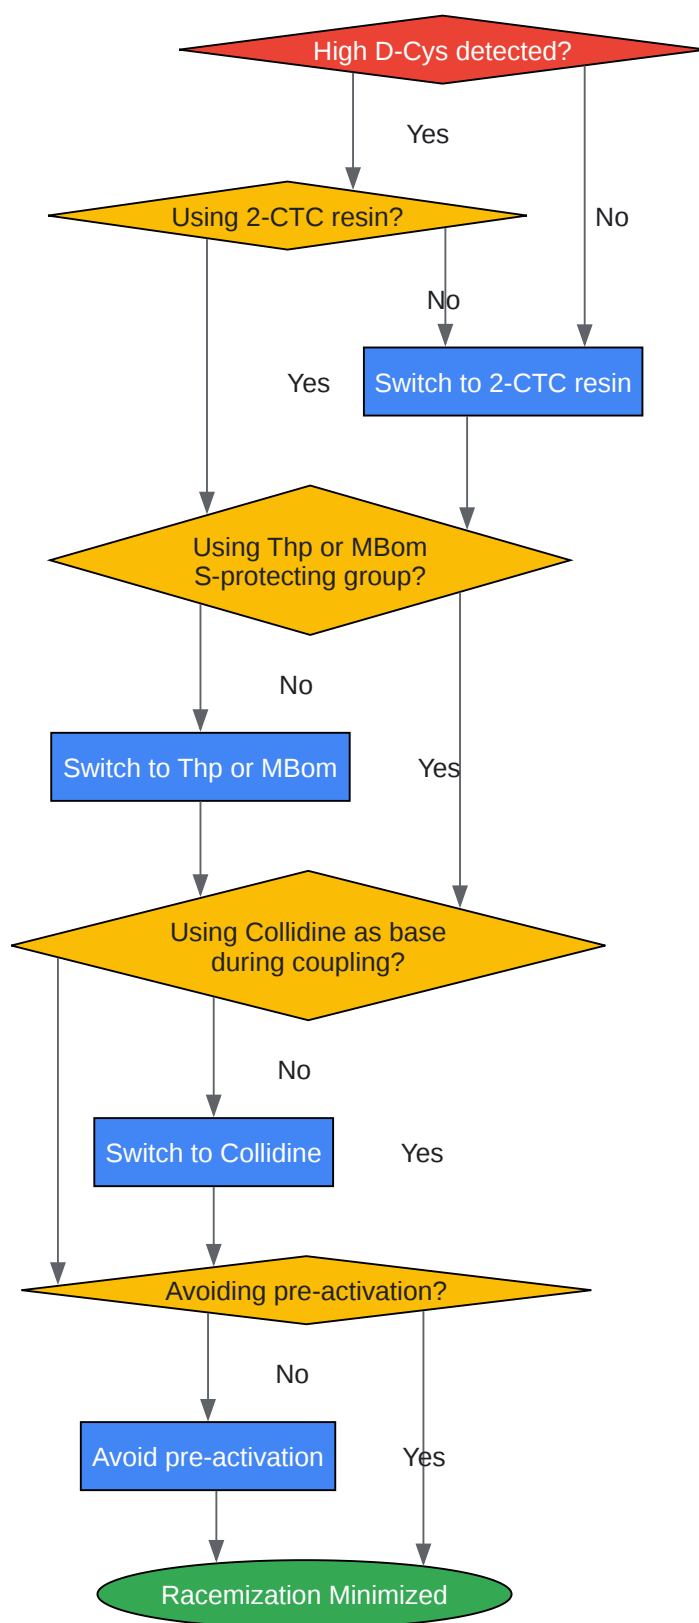 High D-Cys detected?
Yes
Using 2-CTC resin?
No
No
Yes
Switch to 2-CTC resin
Using Thp or MBom
S-protecting group?
No
Switch to Thp or MBom
Yes
Using Collidine as base
during coupling?
No
Switch to Collidine
Yes
Avoiding pre-activation?
No
Avoid pre-activation
Yes
Racemization Minimized